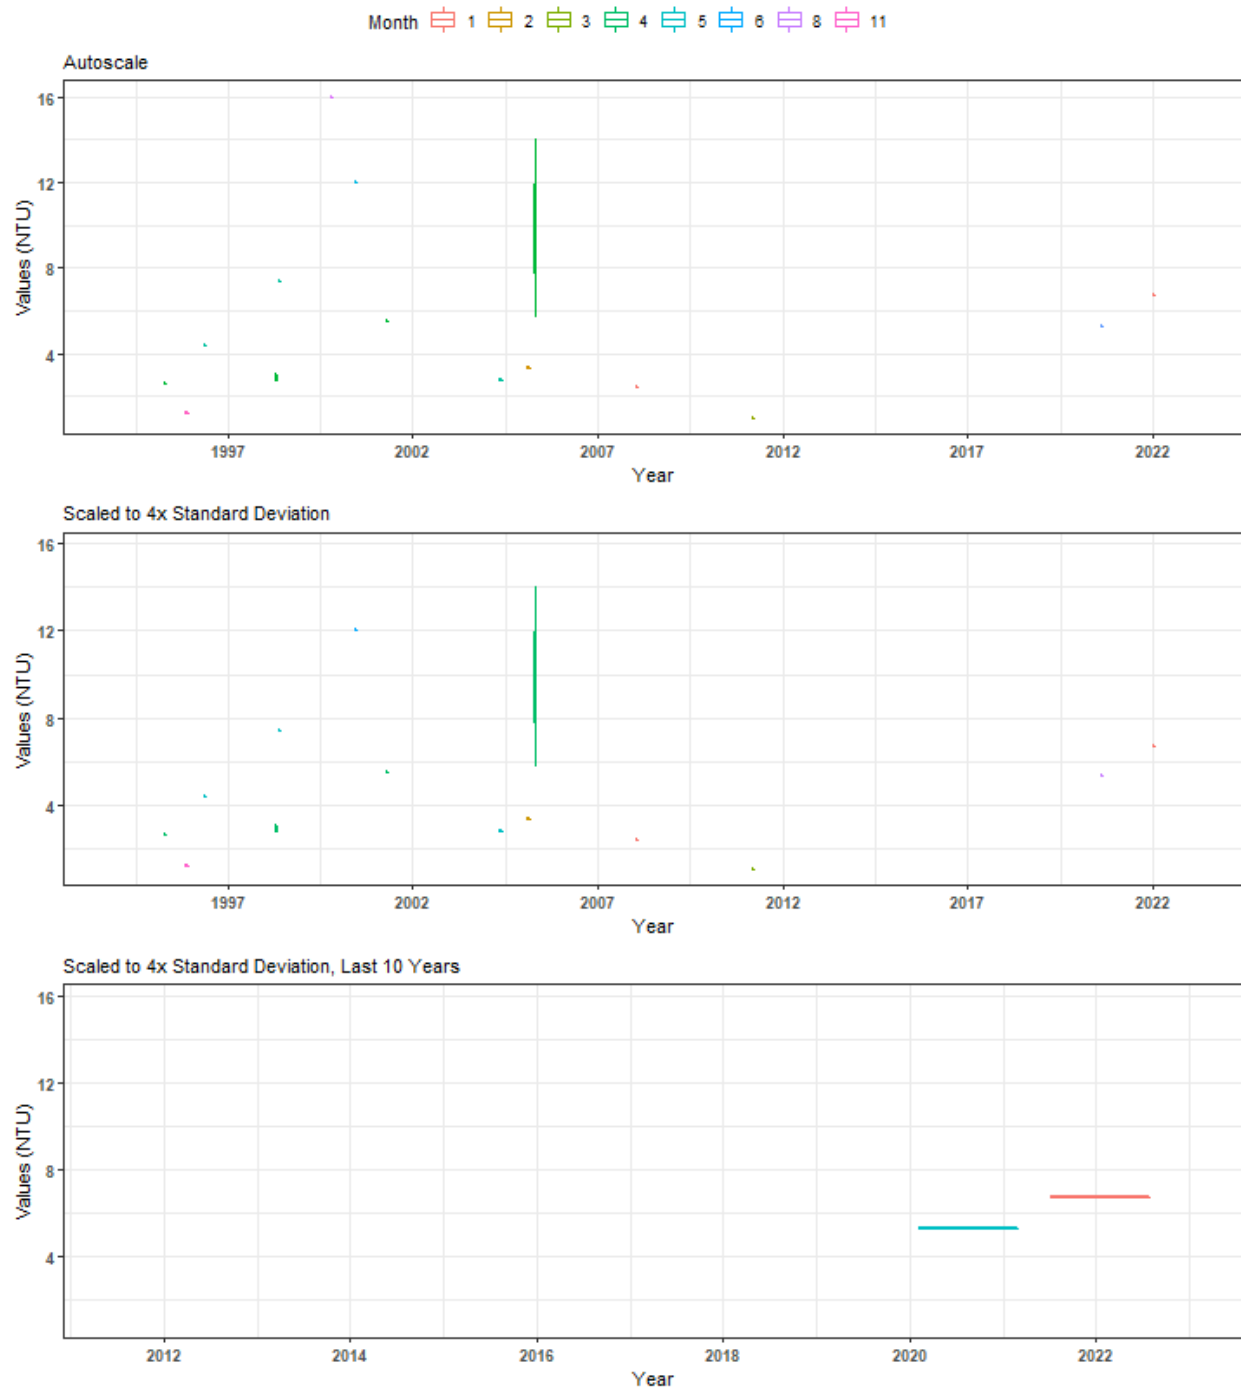 Month 1 2 3 4 5 6 8 11
Autoscale
16
12
8
4
Values (NTU)
1997 2002 2007 2012 2017 2022
Year
Scaled to 4x Standard Deviation
16
12
8
4
Values (NTU)
1997 2002 2007 2012 2017 2022
Year
Scaled to 4x Standard Deviation, Last 10 Years
16
12
8
4
Values (NTU)
2012 2014 2016 2018 2020 2022
Year